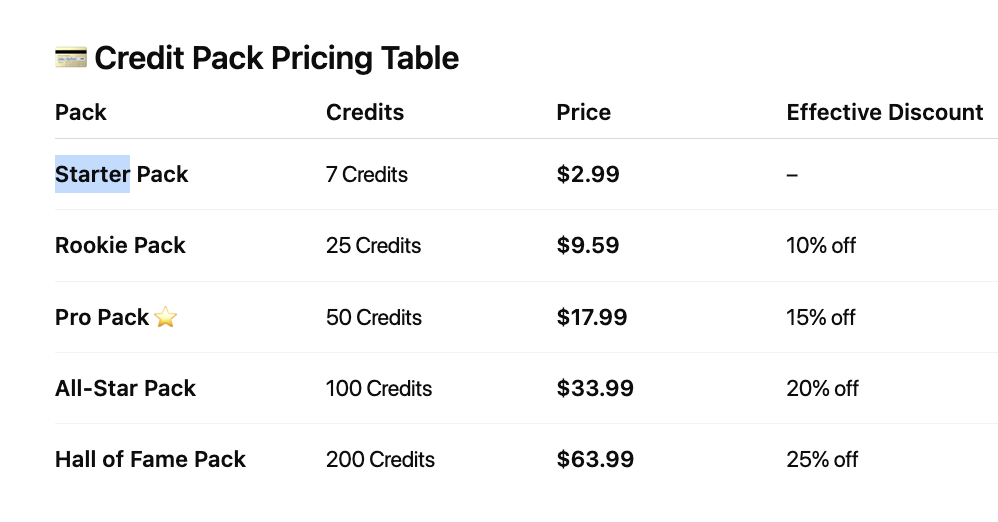 💳 Credit Pack Pricing Table
Pack Credits Price Effective Discount
Starter Pack 7 Credits $2.99 –
Rookie Pack 25 Credits $9.59 10% off
Pro Pack ⭐ 50 Credits $17.99 15% off
All-Star Pack 100 Credits $33.99 20% off
Hall of Fame Pack 200 Credits $63.99 25% off